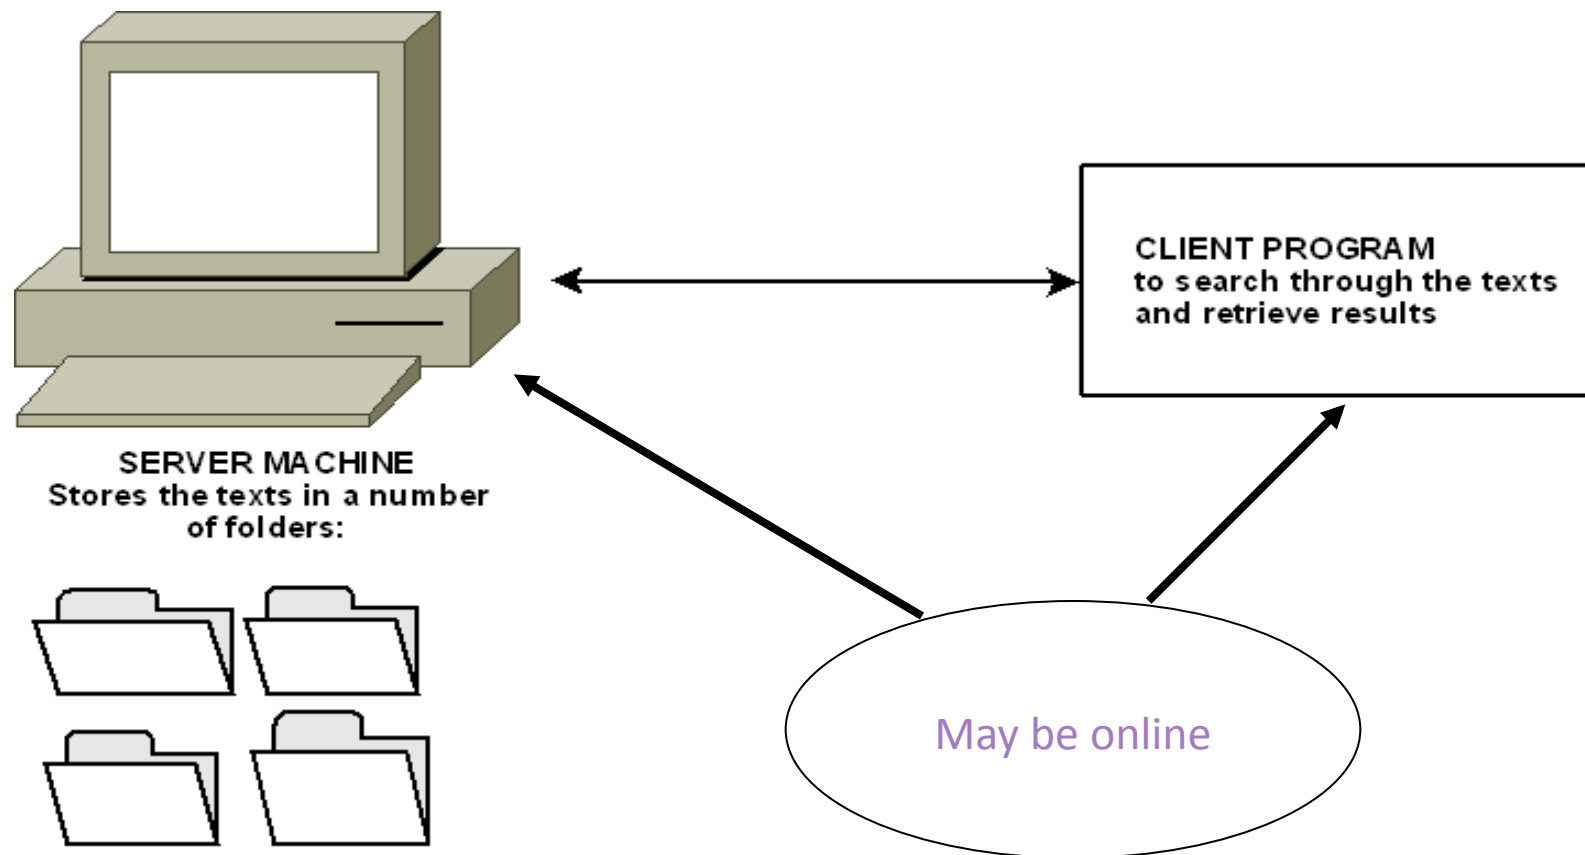 CLIENT PROGRAM
to search through the texts
and retrieve results
SERVER MACHINE
Stores the texts in a number
of folders:
May be online